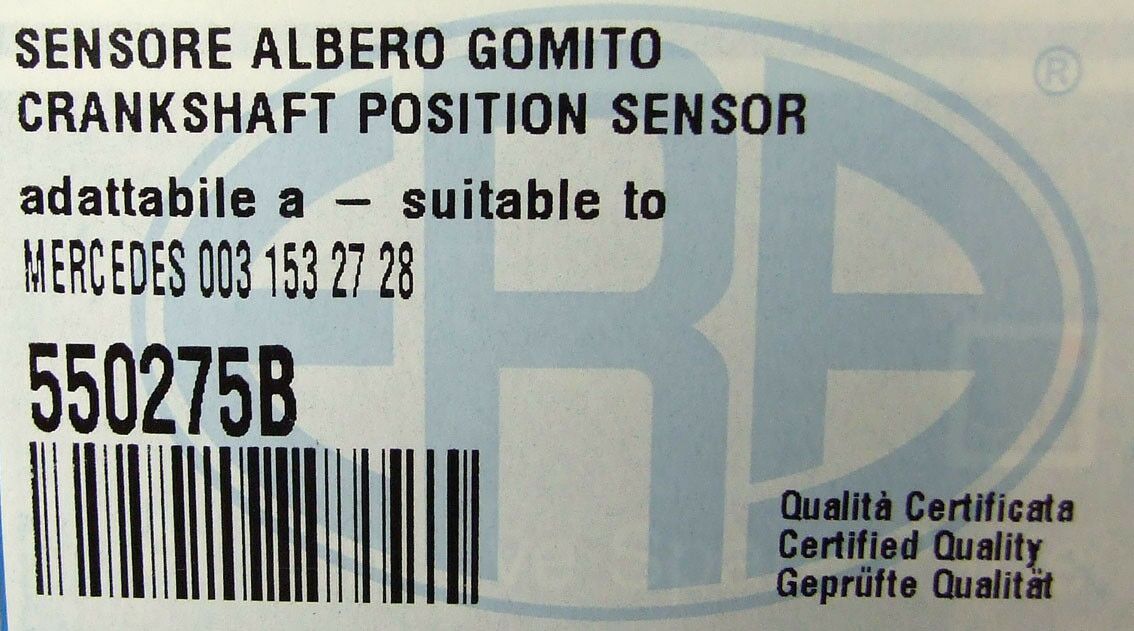 SENSORE ALBERO GOMITO
CRANKSHAFT POSITION SENSOR
adattabile a – suitable to
MERCEDES 003 153 27 28
550275B
ERA ®
Qualità Certificata
Certified Quality
Geprüfte Qualität